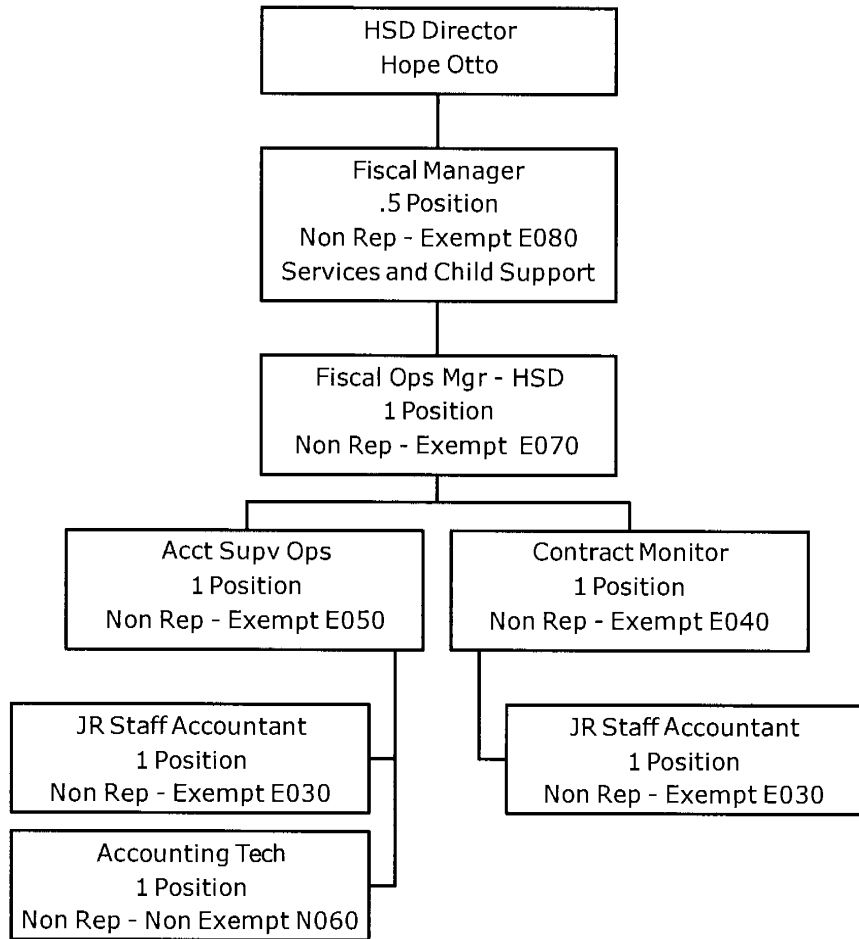 HSD Director
Hope Otto
Fiscal Manager
.5 Position
Non Rep - Exempt E080
Services and Child Support
Fiscal Ops Mgr - HSD
1 Position
Non Rep - Exempt E070
Acct Supv Ops
1 Position
Non Rep - Exempt E050
Contract Monitor
1 Position
Non Rep - Exempt E040
JR Staff Accountant
1 Position
Non Rep - Exempt E030
JR Staff Accountant
1 Position
Non Rep - Exempt E030
Accounting Tech
1 Position
Non Rep - Non Exempt N060